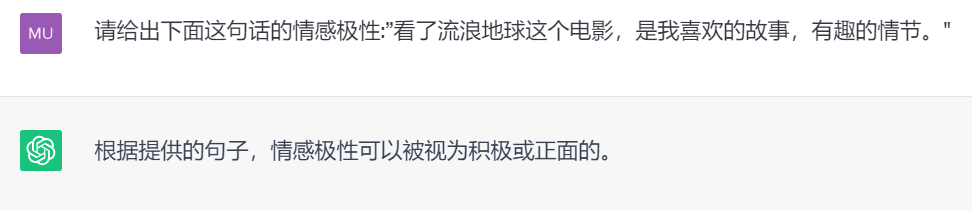 MU
请给出下面这句话的情感极性:”看了流浪地球这个电影，是我喜欢的故事，有趣的情节。"
根据提供的句子，情感极性可以被视为积极或正面的。